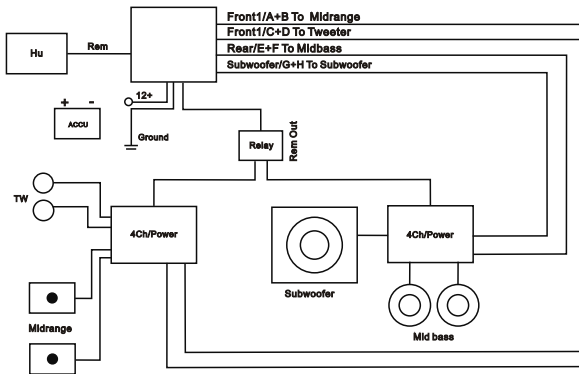 Front1/A+B To Midrange
Front1/C+D To Tweeter
Rear/E+F To Midbass
Subwoofer/G+H To Subwoofer
Hu
Rem
12+
+ -
ACCU
Ground
Relay
Rem Out
TW
4Ch/Power
4Ch/Power
Subwoofer
Midrange
Mid bass